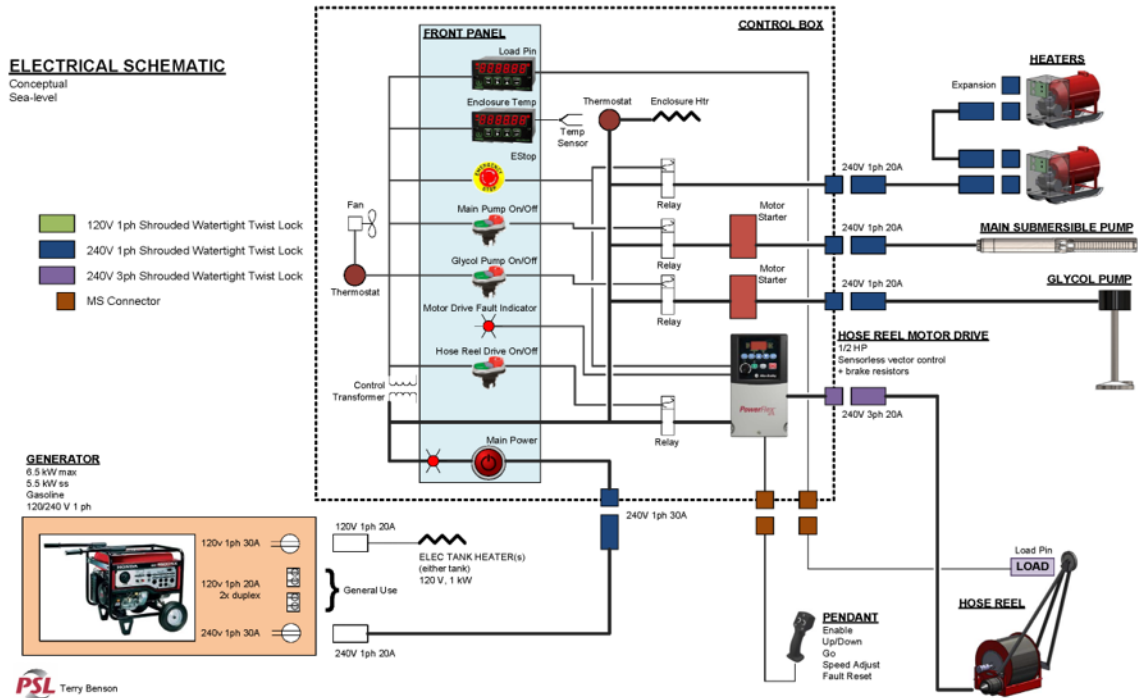 ELECTRICAL SCHEMATIC
Conceptual
Sea-level
120V 1ph Shrouded Watertight Twist Lock
240V 1ph Shrouded Watertight Twist Lock
240V 3ph Shrouded Watertight Twist Lock
MS Connector
CONTROL BOX
FRONT PANEL
Load Pin
Enclosure Temp
Temp
Sensor
Thermostat
Enclosure Htr
EStop
EMERGENCY
STOP
Fan
Main Pump On/Off
Glycol Pump On/Off
Thermostat
Motor Drive Fault Indicator
Hose Reel Drive On/Off
Control
Transformer
Main Power
Relay
Relay
Relay
Relay
Motor
Starter
Motor
Starter
PowerFlex
HEATERS
Expansion
240V 1ph 20A
240V 1ph 20A
MAIN SUBMERSIBLE PUMP
240V 1ph 20A
GLYCOL PUMP
HOSE REEL MOTOR DRIVE
1/2 HP
Sensorless vector control
+ brake resistors
240V 3ph 20A
240V 1ph 30A
GENERATOR
6.5 kW max
5.5 kW ss
Gasoline
120/240 V 1 ph
120v 1ph 30A
120v 1ph 20A
2x duplex
240v 1ph 30A
HONDA
120V 1ph 20A
ELEC TANK HEATER(s)
(either tank)
120 V, 1 kW
General Use
240V 1ph 20A
PENDANT
Enable
Up/Down
Go
Speed Adjust
Fault Reset
Load Pin
LOAD
HOSE REEL
PSL Terry Benson